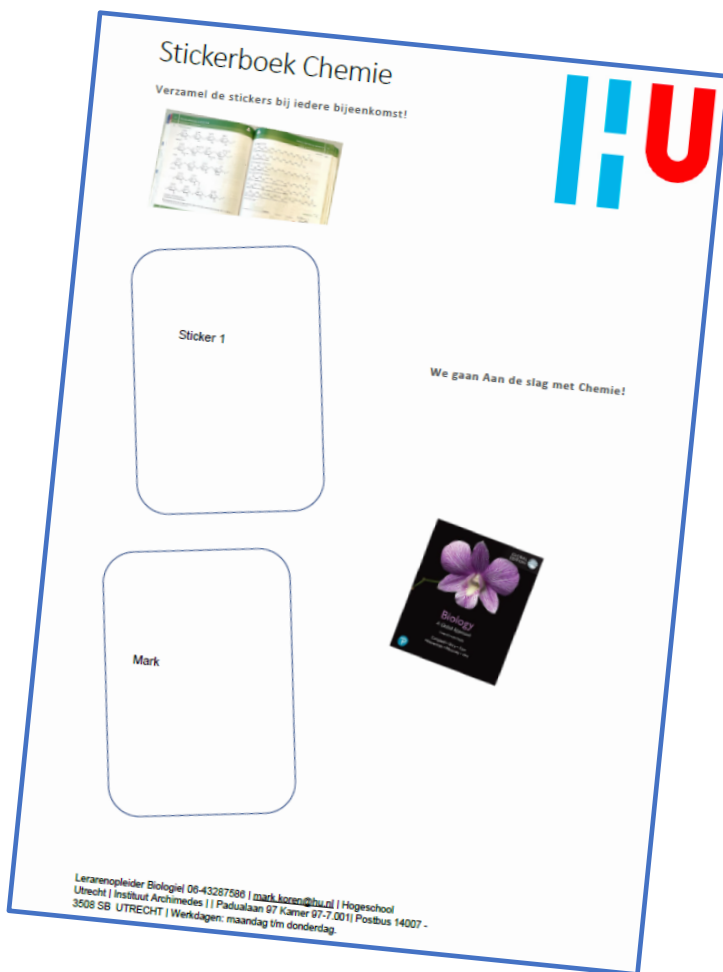 Stickerboek Chemie
Verzamel de stickers bij iedere bijeenkomst!
HU
Sticker 1
We gaan Aan de slag met Chemie!
Biology
Mark
Lerarenopleider Biologie| 06-43287586 | mark.koren@hu.nl | Hogeschool
Utrecht | Instituut Archimedes | | Padualaan 97 Kamer 97-7.001| Postbus 14007 -
3508 SB UTRECHT | Werkdagen: maandag t/m donderdag.